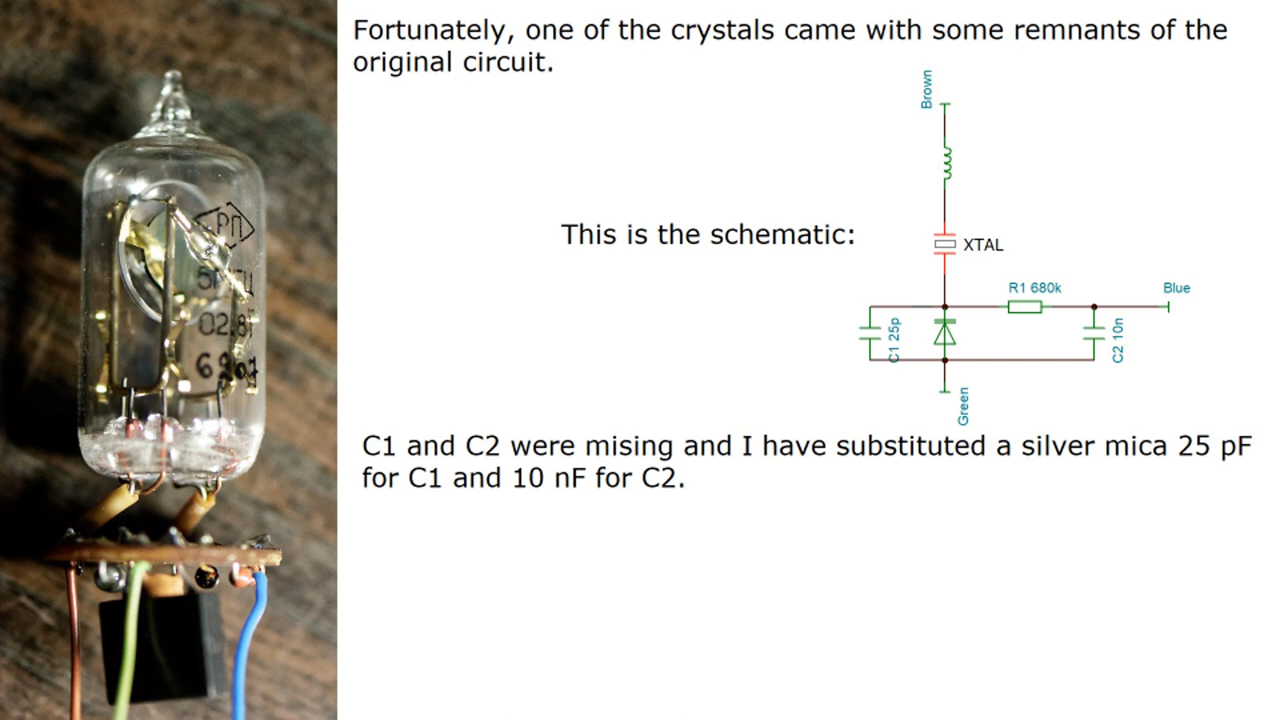 Fortunately, one of the crystals came with some remnants of the
original circuit.
Brown
This is the schematic:
XTAL
R1 680k
Blue
C1 25p
C2 10n
Green
C1 and C2 were mising and I have substituted a silver mica 25 pF
for C1 and 10 nF for C2.
РП